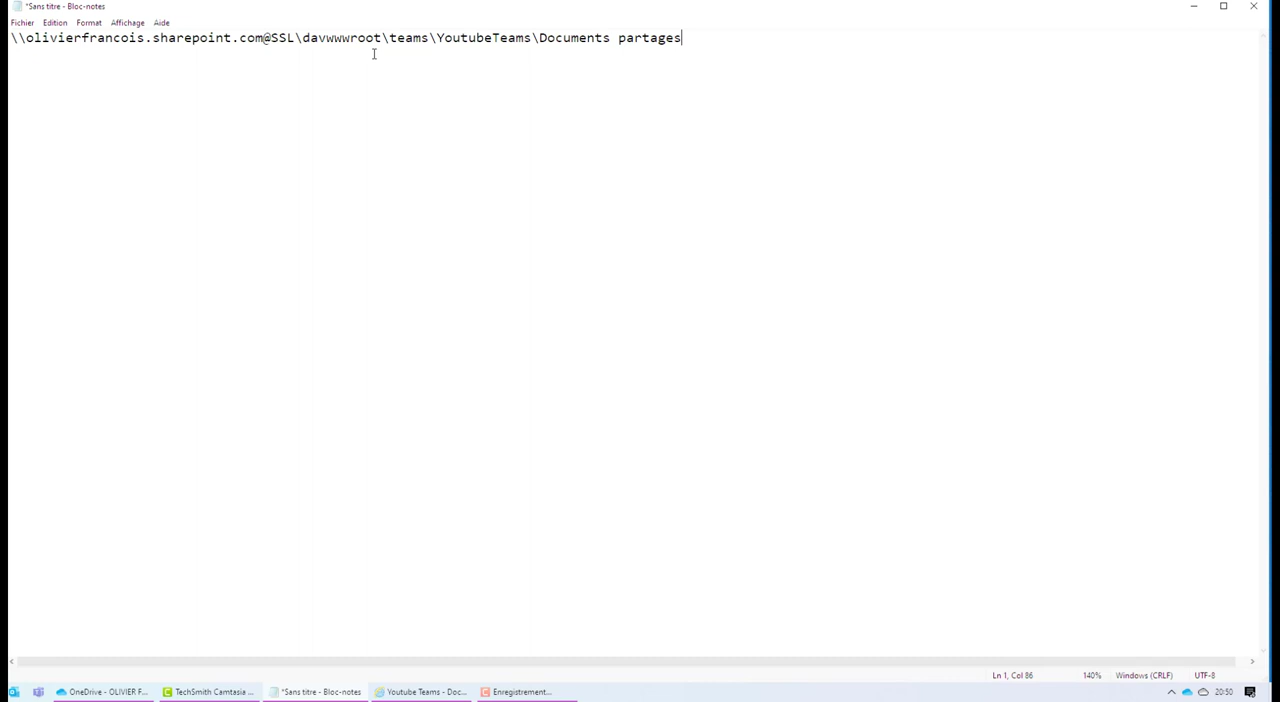 *Sans titre - Bloc-notes
Fichier Edition Format Affichage Aide
\\olivierfrancois.sharepoint.com@SSL\davwwwroot\teams\YoutubeTeams\Documents partages
Ln 1, Col 86 140% Windows (CRLF) UTF-8
OneDrive - OLIVIER F... TechSmith Camtasia ... *Sans titre - Bloc-notes Youtube Teams - Doc... Enregistrement... 20:50